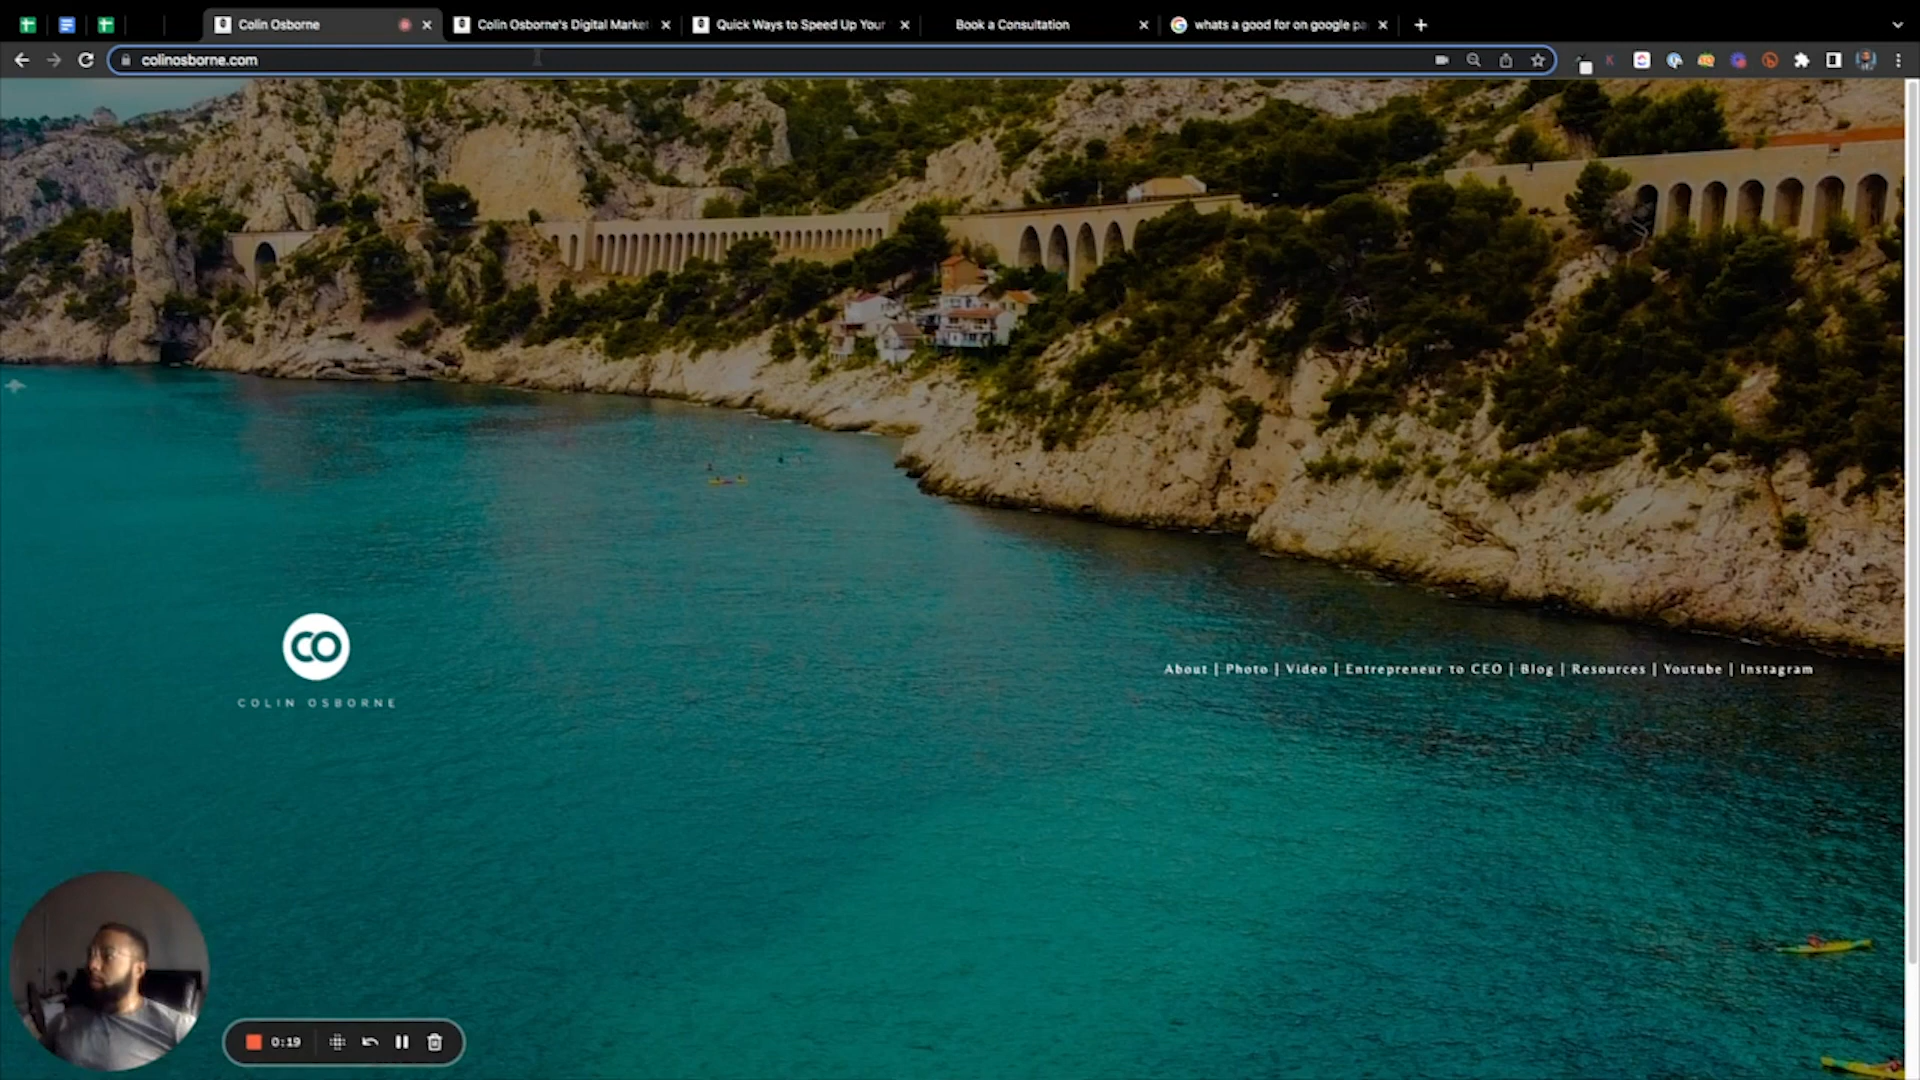 Colin Osborne
Colin Osborne's Digital Market
Quick Ways to Speed Up Your
Book a Consultation
whats a good for on google pa
colinosborne.com
CO
COLIN OSBORNE
About | Photo | Video | Entrepreneur to CEO | Blog | Resources | Youtube | Instagram
0:19